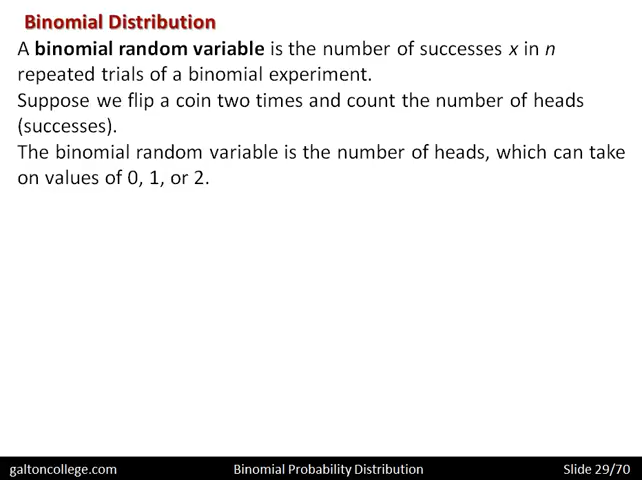 Binomial Distribution
A binomial random variable is the number of successes x in n
repeated trials of a binomial experiment.
Suppose we flip a coin two times and count the number of heads
(successes).
The binomial random variable is the number of heads, which can take
on values of 0, 1, or 2.
galtoncollege.com Binomial Probability Distribution Slide 29/70